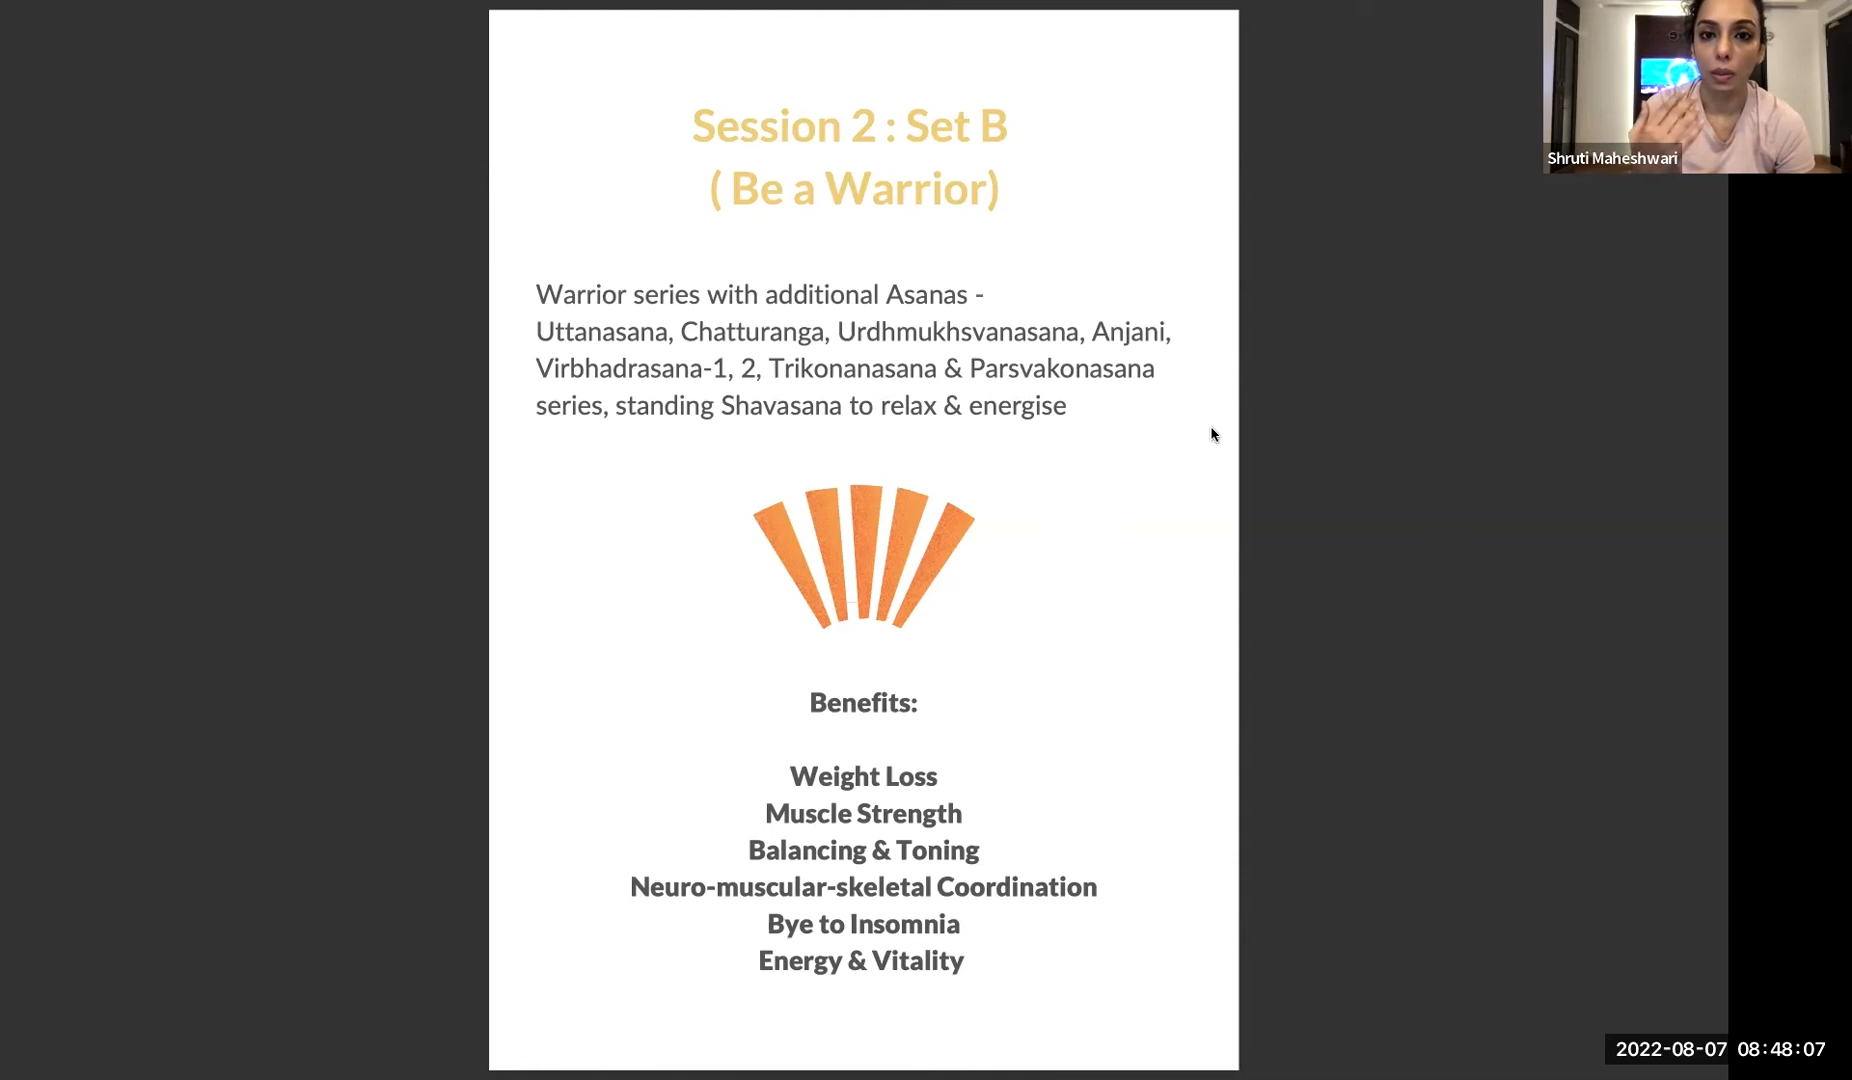 Session 2 : Set B
( Be a Warrior)
Warrior series with additional Asanas -
Uttanasana, Chatturanga, Urdhmukhsvanasana, Anjani,
Virbhadrasana-1, 2, Trikonanasana & Parsvakonasana
series, standing Shavasana to relax & energise
Benefits:
Weight Loss
Muscle Strength
Balancing & Toning
Neuro-muscular-skeletal Coordination
Bye to Insomnia
Energy & Vitality
Shruti Maheshwari
2022-08-07 08:48:07